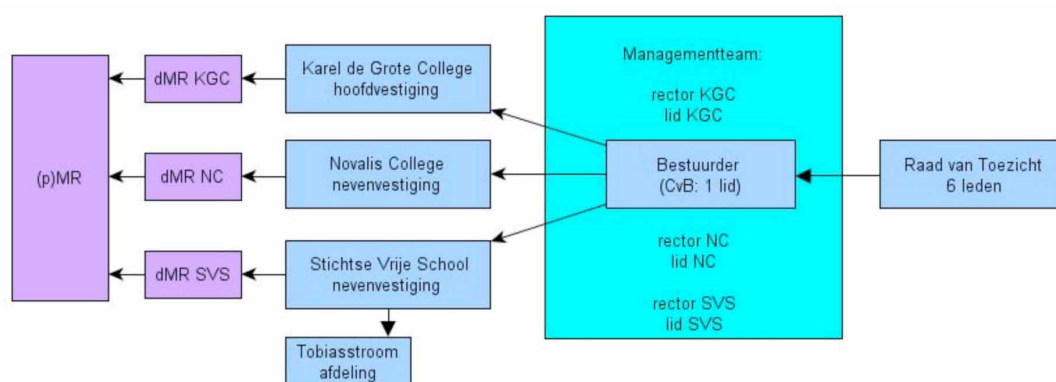 (p)MR
dMR KGC
dMR NC
dMR SVS
Karel de Grote College
hoofdvestiging
Novalis College
nevenvestiging
Stichtse Vrije School
nevenvestiging
Tobiasstroom
afdeling
Managementteam:
rector KGC
lid KGC
Bestuurder
(CvB: 1 lid)
rector NC
lid NC
rector SVS
lid SVS
Raad van Toezicht
6 leden